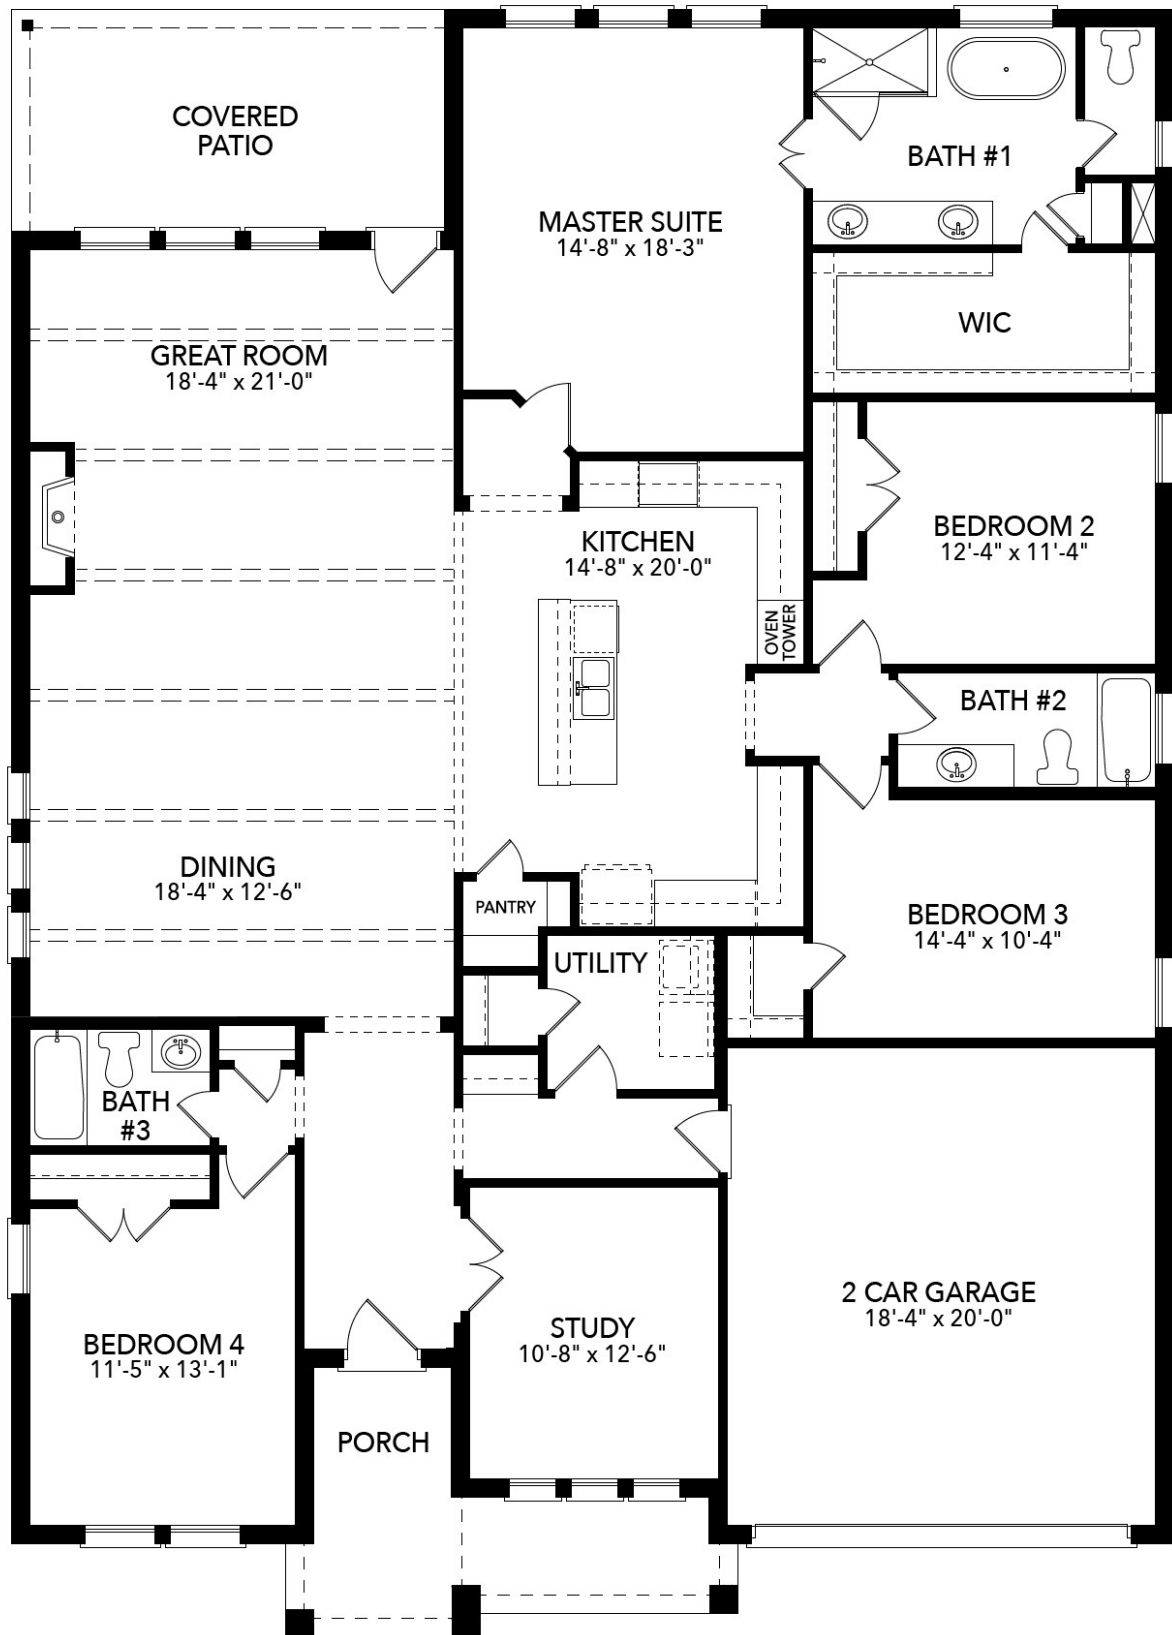 COVERED
PATIO
BATH #1
MASTER SUITE
14'-8" x 18'-3"
WIC
GREAT ROOM
18'-4" x 21'-0"
BEDROOM 2
12'-4" x 11'-4"
KITCHEN
14'-8" x 20'-0"
OVEN
TOWER
BATH #2
DINING
18'-4" x 12'-6"
PANTRY
BEDROOM 3
14'-4" x 10'-4"
UTILITY
BATH
#3
2 CAR GARAGE
18'-4" x 20'-0"
STUDY
10'-8" x 12'-6"
BEDROOM 4
11'-5" x 13'-1"
PORCH